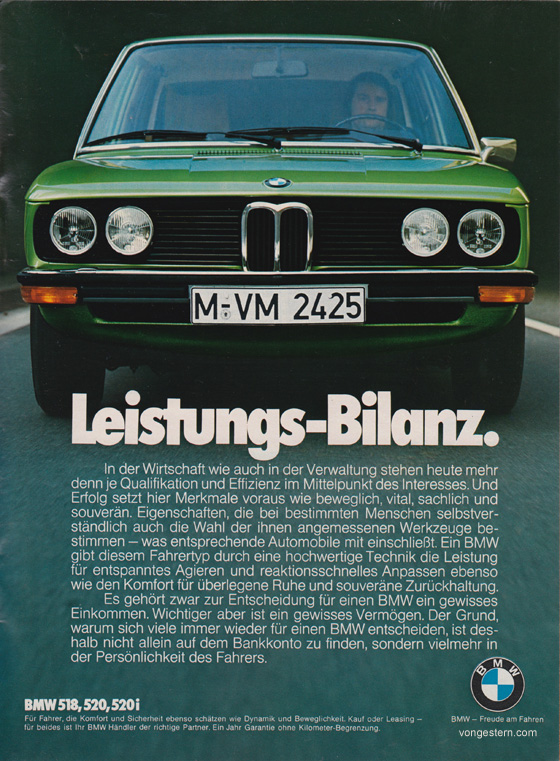 M-VM 2425
Leistungs-Bilanz.
In der Wirtschaft wie auch in der Verwaltung stehen heute mehr
denn je Qualifikation und Effizienz im Mittelpunkt des Interesses. Und
Erfolg setzt hier Merkmale voraus wie beweglich, vital, sachlich und
souverän. Eigenschaften, die bei bestimmten Menschen selbstver-
ständlich auch die Wahl der ihnen angemessenen Werkzeuge be-
stimmen – was entsprechende Automobile mit einschließt. Ein BMW
gibt diesem Fahrertyp durch eine hochwertige Technik die Leistung
für entspanntes Agieren und reaktionsschnelles Anpassen ebenso
wie den Komfort für überlegene Ruhe und souveräne Zurückhaltung.
Es gehört zwar zur Entscheidung für einen BMW ein gewisses
Einkommen. Wichtiger aber ist ein gewisses Vermögen. Der Grund,
warum sich viele immer wieder für einen BMW entscheiden, ist des-
halb nicht allein auf dem Bankkonto zu finden, sondern vielmehr in
der Persönlichkeit des Fahrers.
BMW
BMW 518, 520, 520i
Für Fahrer, die Komfort und Sicherheit ebenso schätzen wie Dynamik und Beweglichkeit. Kauf oder Leasing –
für beides ist Ihr BMW Händler der richtige Partner. Ein Jahr Garantie ohne Kilometer-Begrenzung.
BMW – Freude am Fahren
vongestern.com